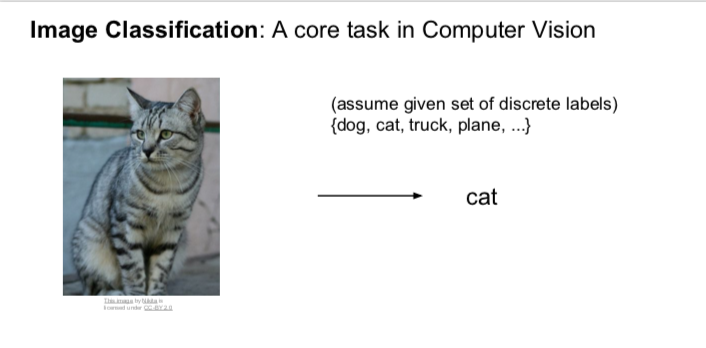 Image Classification: A core task in Computer Vision
(assume given set of discrete labels)
{dog, cat, truck, plane, ...}
cat
This image by Nikita is
licensed under CC-BY 2.0